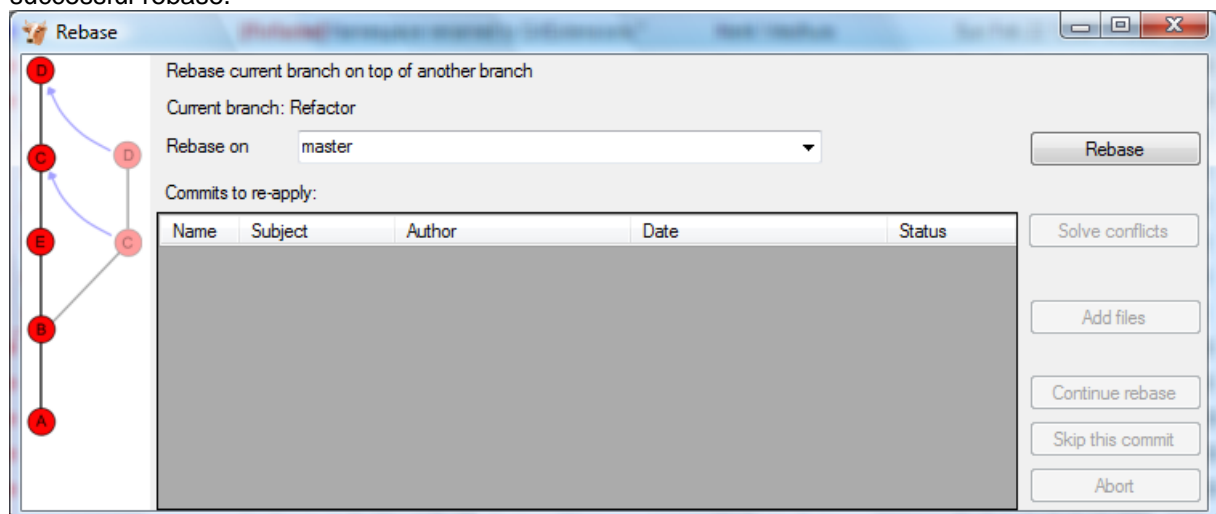 successful rebase.
Rebase
Rebase current branch on top of another branch
Current branch: Refactor
Rebase on master Rebase
Commits to re-apply:
Name Subject Author Date Status
Solve conflicts
Add files
Continue rebase
Skip this commit
Abort
D
D
C
C
E
B
A